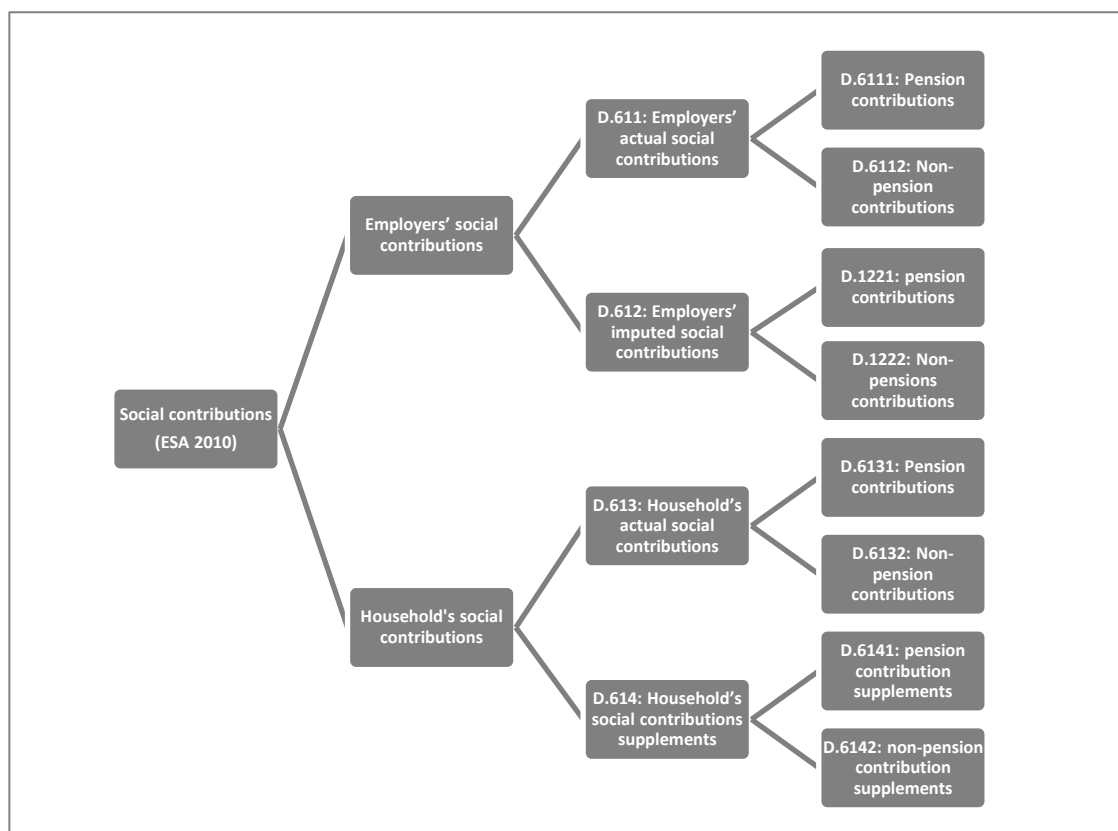 Social contributions
(ESA 2010)
Employers’ social
contributions
D.611: Employers’
actual social
contributions
D.6111: Pension
contributions
D.6112: Non-
pension
contributions
D.612: Employers’
imputed social
contributions
D.1221: pension
contributions
D.1222: Non-
pensions
contributions
Household's social
contributions
D.613: Household’s
actual social
contributions
D.6131: Pension
contributions
D.6132: Non-
pension
contributions
D.614: Household’s
social contributions
supplements
D.6141: pension
contribution
supplements
D.6142: non-pension
contribution
supplements